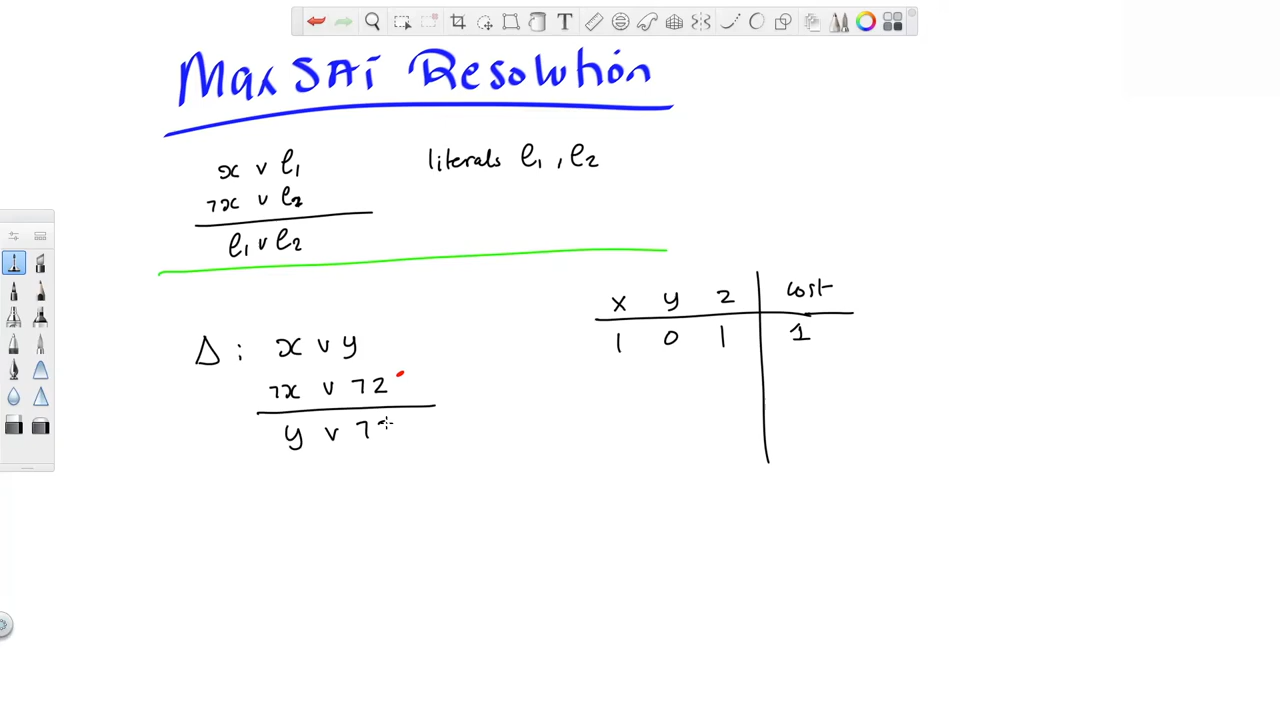 MaxSAT Resolution
x ∨ ℓ₁
literals ℓ₁, ℓ₂
¬x ∨ ℓ₂
ℓ₁ ∨ ℓ₂
x y z cost
1 0 1 1
Δ : x ∨ y
¬x ∨ ¬z
y ∨ ¬